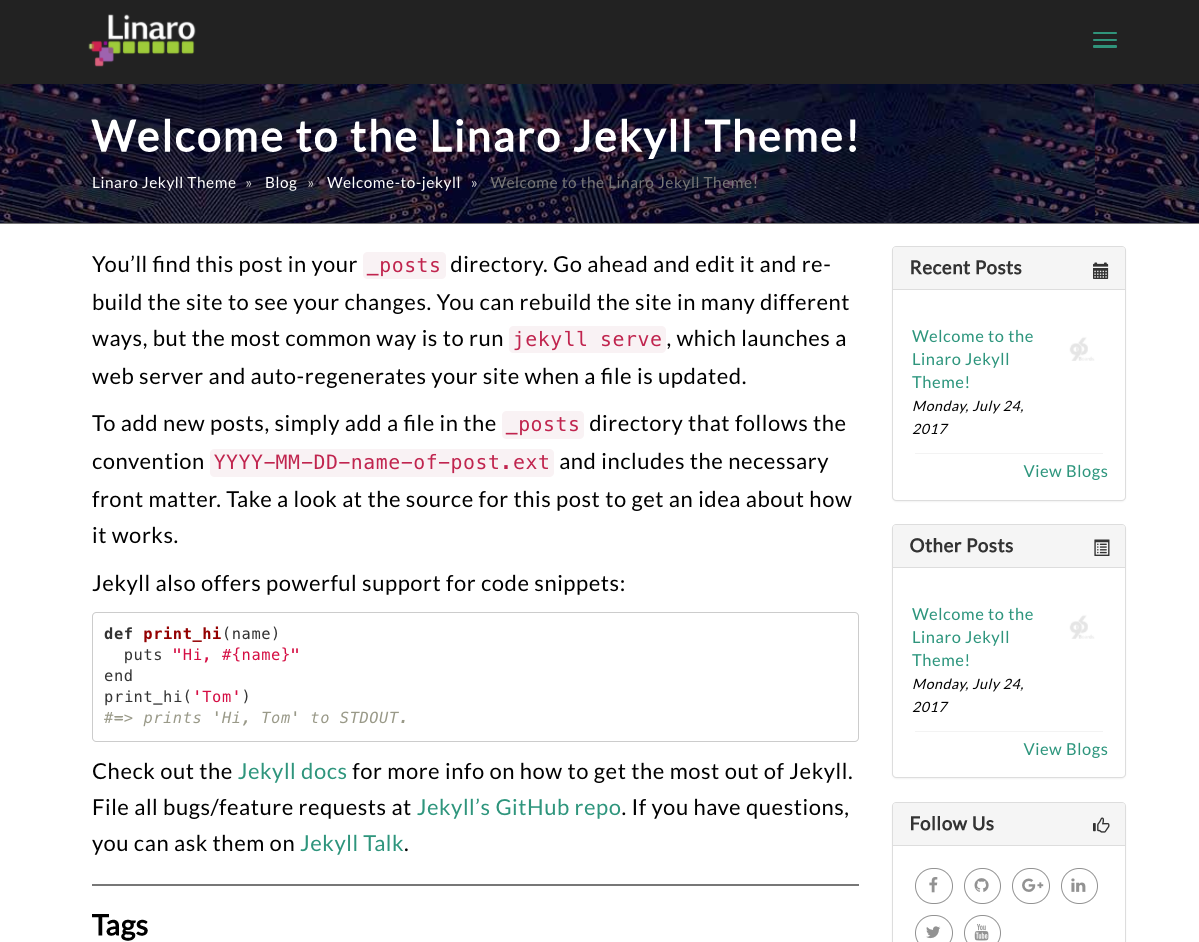 Linaro
Welcome to the Linaro Jekyll Theme!
Linaro Jekyll Theme » Blog » Welcome-to-jekyll » Welcome to the Linaro Jekyll Theme!
You’ll find this post in your _posts directory. Go ahead and edit it and re-
build the site to see your changes. You can rebuild the site in many different
ways, but the most common way is to run jekyll serve, which launches a
web server and auto-regenerates your site when a file is updated.
To add new posts, simply add a file in the _posts directory that follows the
convention YYYY-MM-DD-name-of-post.ext and includes the necessary
front matter. Take a look at the source for this post to get an idea about how
it works.
Jekyll also offers powerful support for code snippets:
def print_hi(name)
  puts "Hi, #{name}"
end
print_hi('Tom')
#=> prints 'Hi, Tom' to STDOUT.
Check out the Jekyll docs for more info on how to get the most out of Jekyll.
File all bugs/feature requests at Jekyll’s GitHub repo. If you have questions,
you can ask them on Jekyll Talk.
Tags
Recent Posts
Welcome to the
Linaro Jekyll
Theme!
Monday, July 24,
2017
View Blogs
Other Posts
Welcome to the
Linaro Jekyll
Theme!
Monday, July 24,
2017
View Blogs
Follow Us
f
G+
in
You
Tube